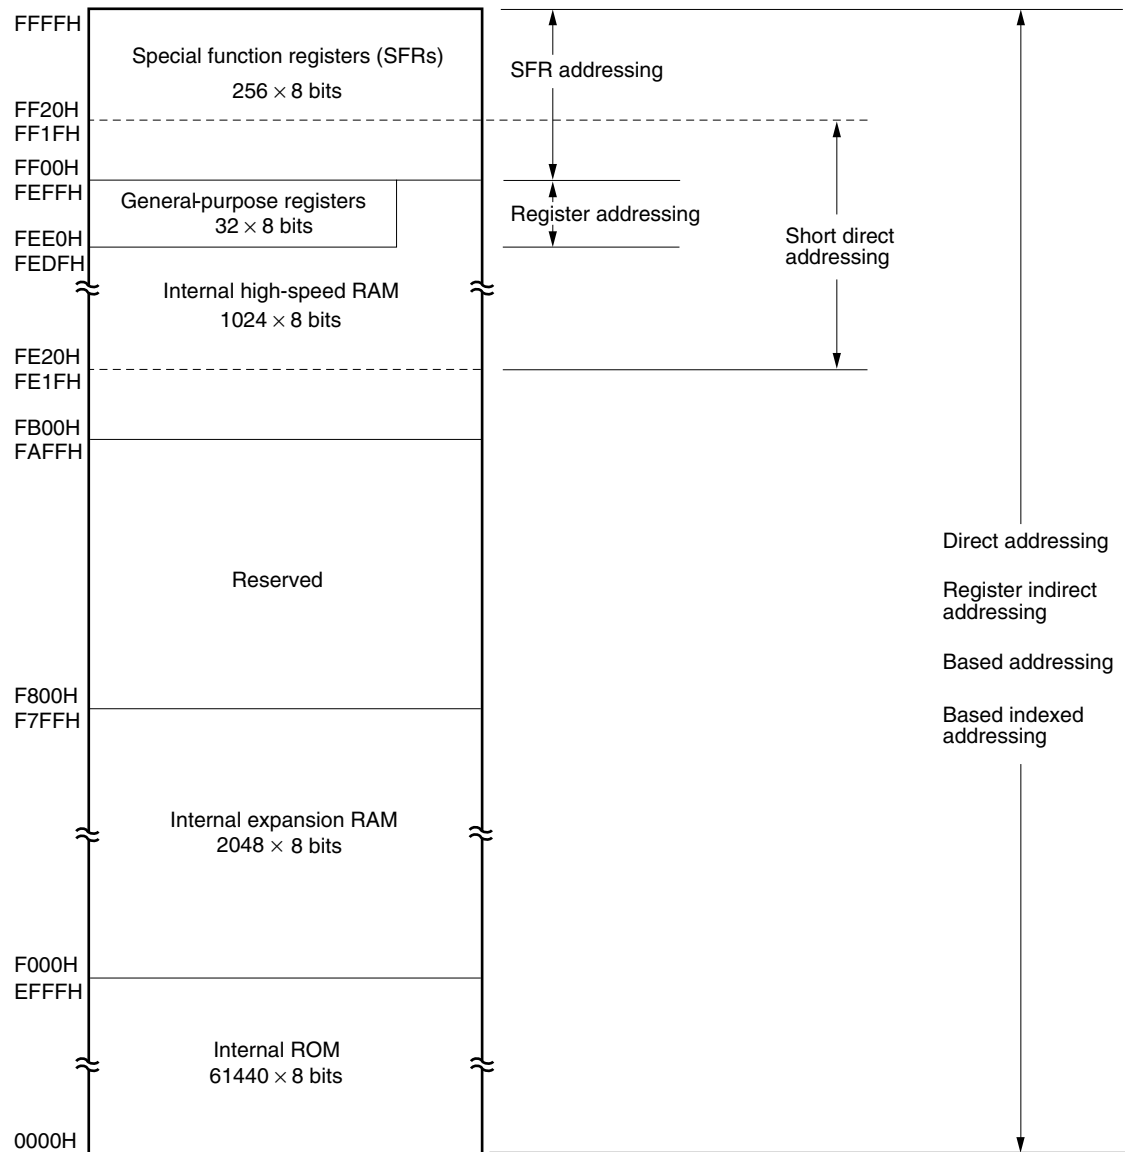 FFFFH
Special function registers (SFRs)
256 × 8 bits
SFR addressing
FF20H
FF1FH
FF00H
FEFFH
General-purpose registers
32 × 8 bits
Register addressing
FEE0H
FEDFH
Short direct
addressing
Internal high-speed RAM
1024 × 8 bits
FE20H
FE1FH
FB00H
FAFFH
Reserved
Direct addressing
Register indirect
addressing
Based addressing
Based indexed
addressing
F800H
F7FFH
Internal expansion RAM
2048 × 8 bits
F000H
EFFFH
Internal ROM
61440 × 8 bits
0000H